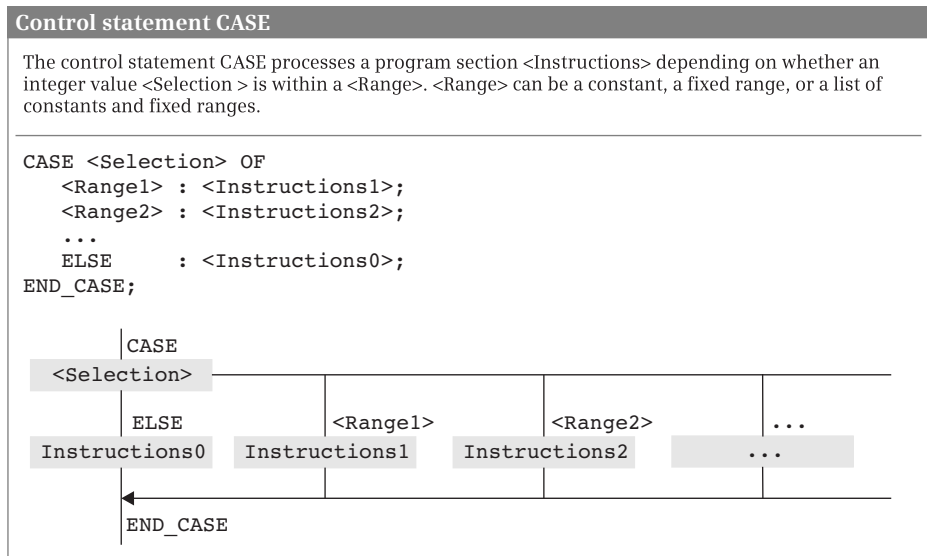 Control statement CASE
The control statement CASE processes a program section <Instructions> depending on whether an
integer value <Selection > is within a <Range>. <Range> can be a constant, a fixed range, or a list of
constants and fixed ranges.
CASE <Selection> OF
<Range1> : <Instructions1>;
<Range2> : <Instructions2>;
...
ELSE : <Instructions0>;
END_CASE;
CASE
<Selection>
ELSE <Range1> <Range2> ...
Instructions0 Instructions1 Instructions2 ...
END_CASE